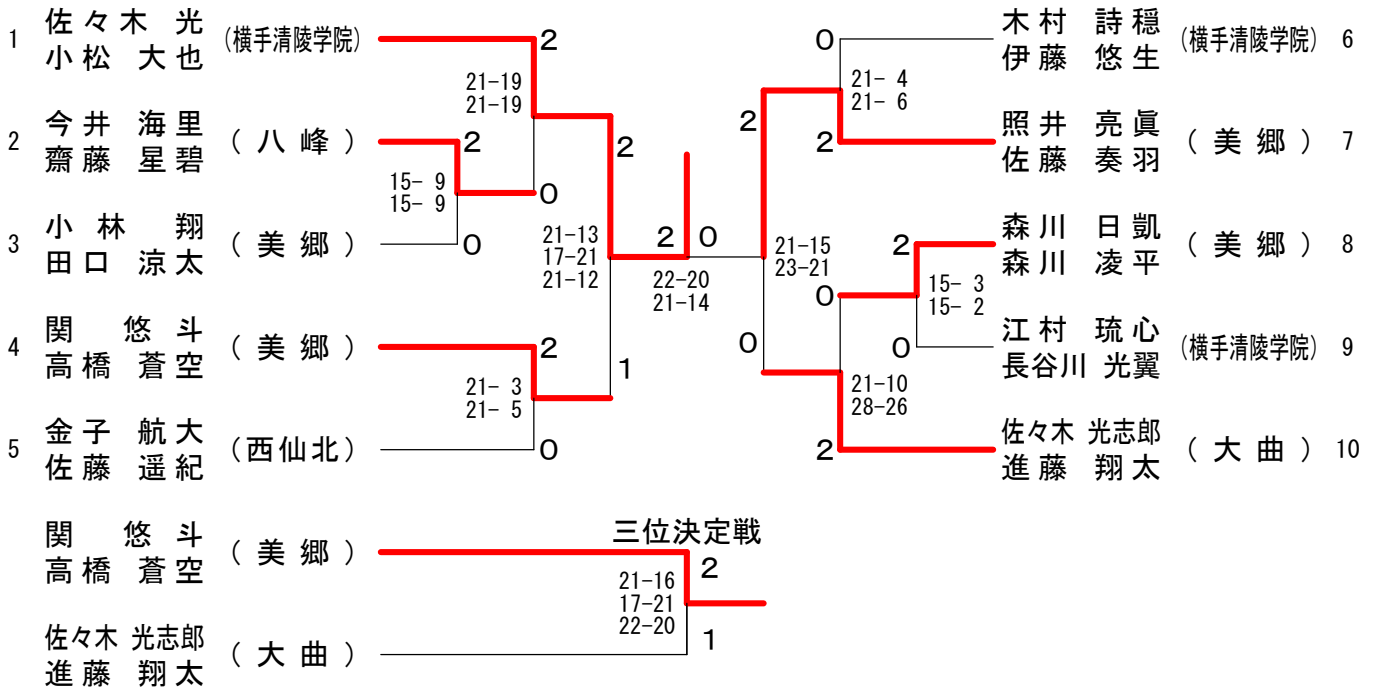 1 佐々木 光 (横手清陵学院)
小松 大也
2 今井 海里 (八峰)
齋藤 星碧
3 小林 翔 (美郷)
田口 涼太
4 関 悠斗 (美郷)
高橋 蒼空
5 金子 航大 (西仙北)
佐藤 遥紀
2
21-19
21-19
0
2
15- 9
15- 9
0
2
21-13
17-21
21-12
1
2
21- 3
21- 5
0
2 0
22-20
21-14
木村 詩穏 (横手清陵学院) 6
伊藤 悠生
照井 亮眞 (美郷) 7
佐藤 奏羽
森川 日凱 (美郷) 8
森川 凌平
江村 琉心 (横手清陵学院) 9
長谷川 光翼
佐々木 光志郎 (大曲) 10
進藤 翔太
0
21- 4
21- 6
2
2
21-15
23-21
0
2
15- 3
15- 2
0
0
21-10
28-26
2
三位決定戦
関 悠斗 (美郷)
高橋 蒼空
2
21-16
17-21
22-20
1
佐々木 光志郎 (大曲)
進藤 翔太